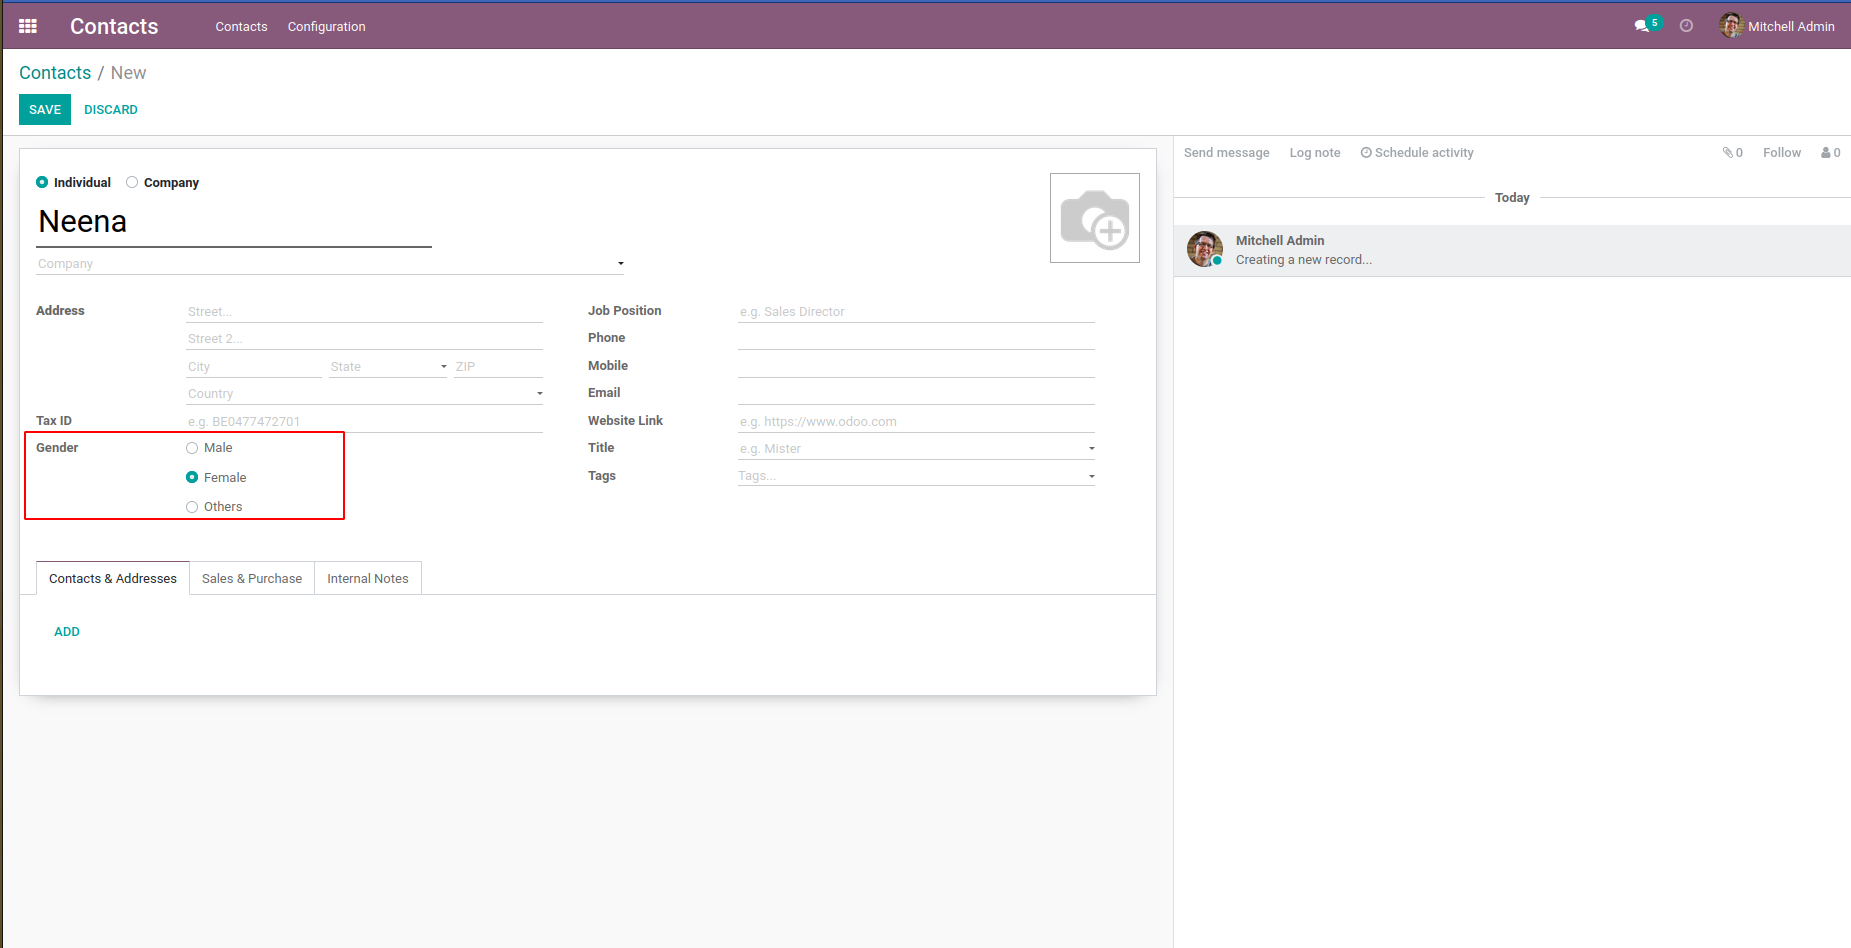 Contacts Contacts Configuration 5 Mitchell Admin
Contacts / New
SAVE DISCARD
Send message Log note Schedule activity 0 Follow 0
Individual Company
Today
Neena
Mitchell Admin
Creating a new record...
Company
Address Street...
Street 2...
City State ZIP
Country
Tax ID e.g. BE0477472701
Gender Male
Female
Others
Job Position e.g. Sales Director
Phone
Mobile
Email
Website Link e.g. https://www.odoo.com
Title e.g. Mister
Tags Tags...
Contacts & Addresses Sales & Purchase Internal Notes
ADD